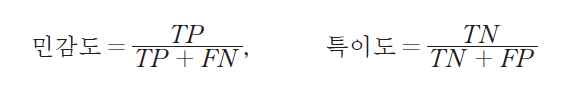 민감도 = TP / (TP + FN), 특이도 = TN / (TN + FP)